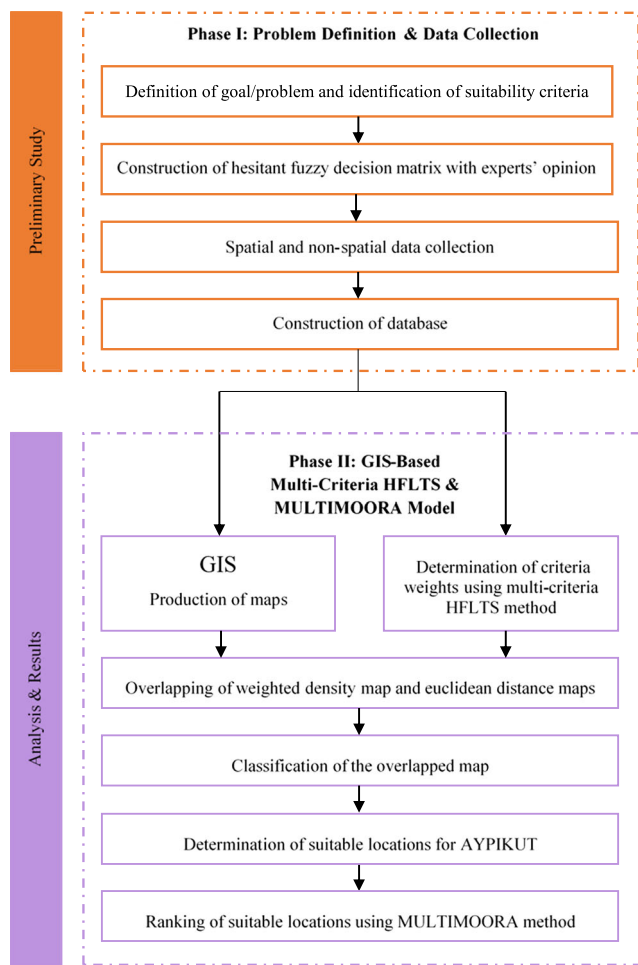 Preliminary Study
Phase I: Problem Definition & Data Collection
Definition of goal/problem and identification of suitability criteria
Construction of hesitant fuzzy decision matrix with experts' opinion
Spatial and non-spatial data collection
Construction of database
Analysis & Results
Phase II: GIS-Based
Multi-Criteria HFLTS &
MULTIMOORA Model
GIS
Production of maps
Determination of criteria
weights using multi-criteria
HFLTS method
Overlapping of weighted density map and euclidean distance maps
Classification of the overlapped map
Determination of suitable locations for AYPIKUT
Ranking of suitable locations using MULTIMOORA method